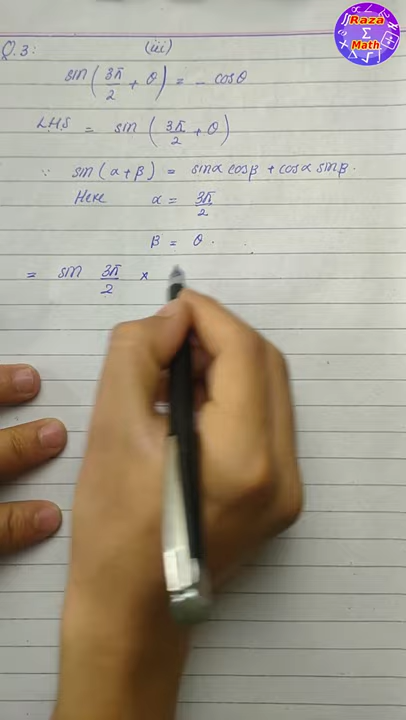 Q.3: (iii)
sin(3π/2 + θ) = - cosθ
LHS = sin(3π/2 + θ)
∵ sin(α+β) = sinα cosβ + cosα sinβ.
Here α = 3π/2
β = θ.
= sin 3π/2 ×
Raza
Σ
Math